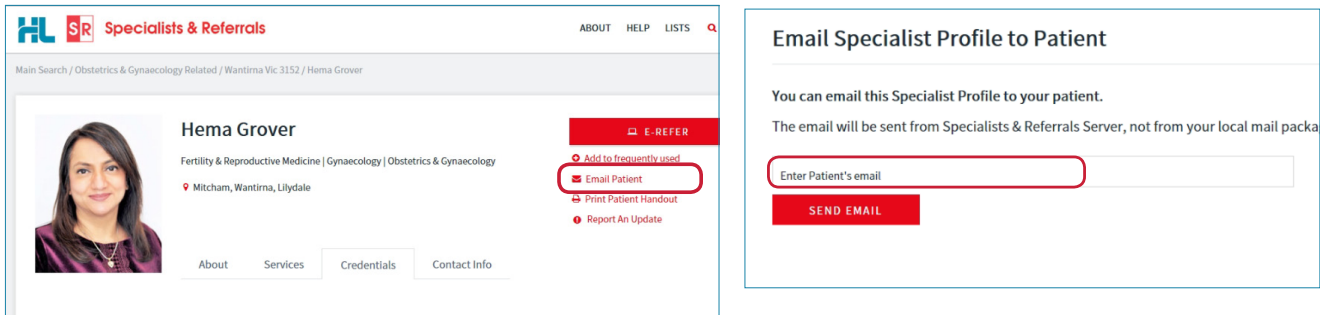 HL SR Specialists & Referrals
ABOUT HELP LISTS
Main Search / Obstetrics & Gynaecology Related / Wantirna Vic 3152 / Hema Grover
Hema Grover
Fertility & Reproductive Medicine | Gynaecology | Obstetrics & Gynaecology
Mitcham, Wantirna, Lilydale
E-REFER
Add to frequently used
Email Patient
Print Patient Handout
Report An Update
About Services Credentials Contact Info
Email Specialist Profile to Patient
You can email this Specialist Profile to your patient.
The email will be sent from Specialists & Referrals Server, not from your local mail packa
Enter Patient's email
SEND EMAIL